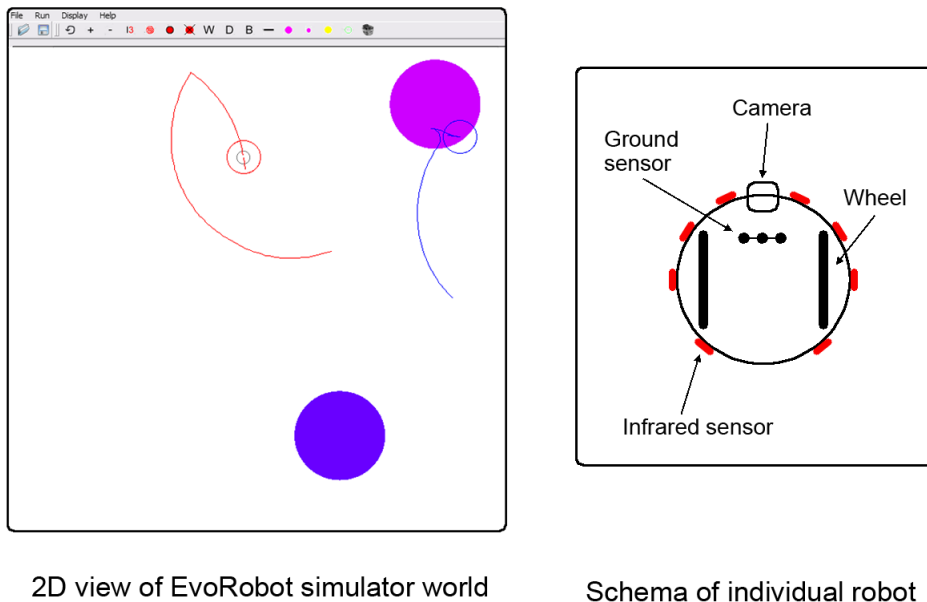 File Run Display Help
+ - I3 W D B
Camera
Ground
sensor
Wheel
Infrared sensor
2D view of EvoRobot simulator world
Schema of individual robot